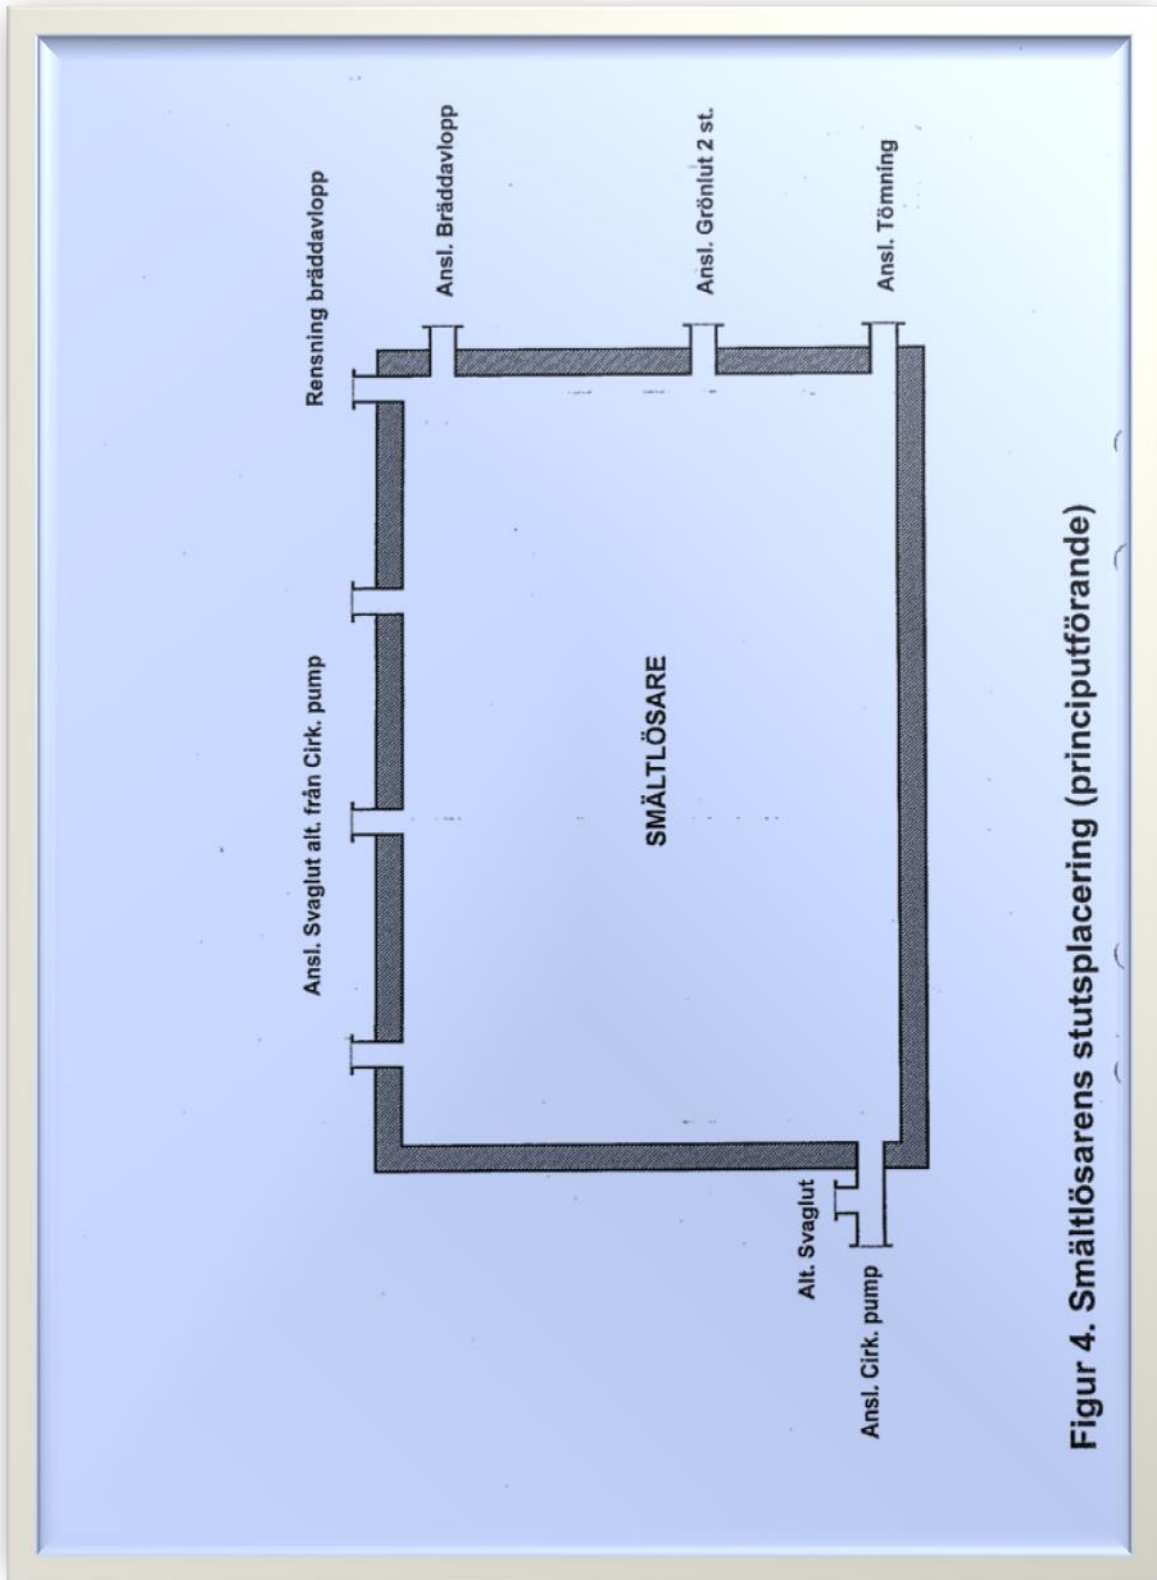 Rensning bräddavlopp
Ansl. Svaglut alt. från Cirk. pump
Ansl. Bräddavlopp
SMÄLTLÖSARE
Ansl. Grönlut 2 st.
Alt. Svaglut
Ansl. Cirk. pump
Ansl. Tömning
Figur 4. Smältlösarens stutsplacering (principutförande)